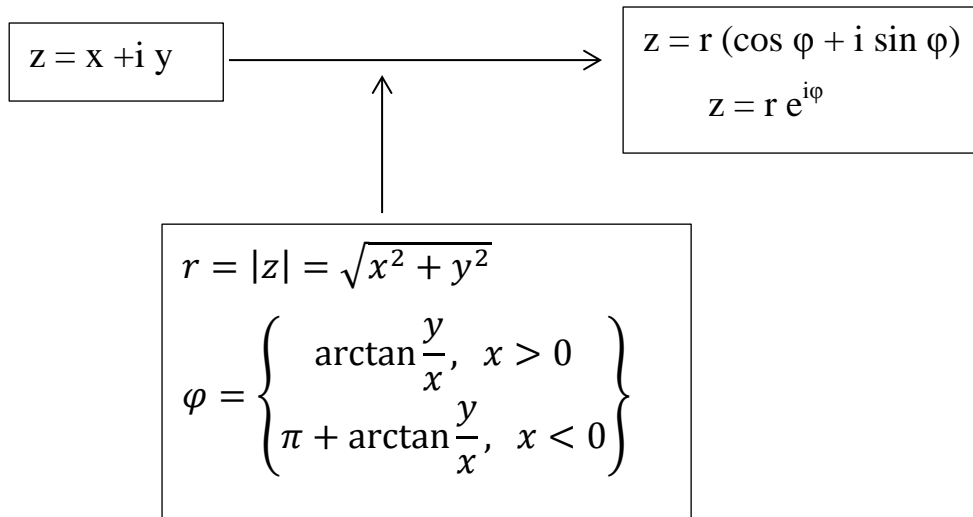 z = x +i y
z = r (cos φ + i sin φ)
z = r e^{iφ}
r = |z| = √(x² + y²)
φ = { arctan y/x, x > 0
π + arctan y/x, x < 0 }